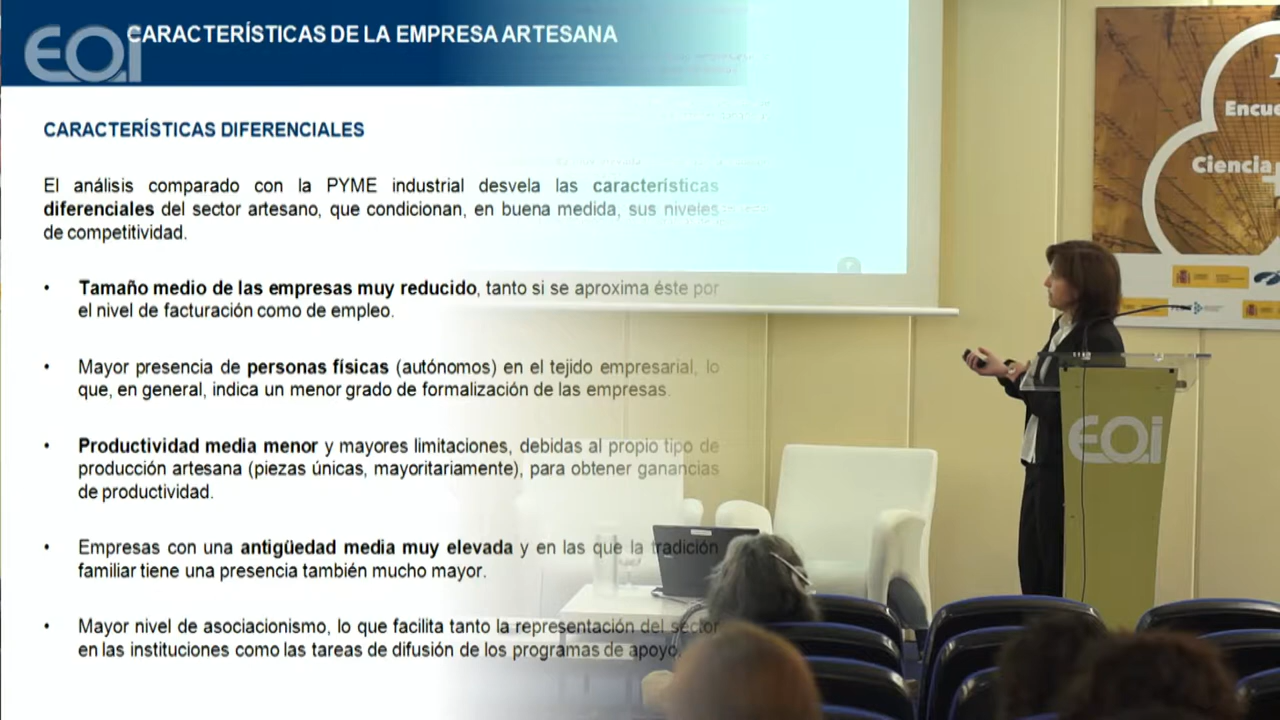 EOi
CARACTERÍSTICAS DE LA EMPRESA ARTESANA
CARACTERÍSTICAS DIFERENCIALES
El análisis comparado con la PYME industrial desvela las características
diferenciales del sector artesano, que condicionan, en buena medida, sus niveles
de competitividad.
• Tamaño medio de las empresas muy reducido, tanto si se aproxima éste por
el nivel de facturación como de empleo.
• Mayor presencia de personas físicas (autónomos) en el tejido empresarial, lo
que, en general, indica un menor grado de formalización de las empresas.
• Productividad media menor y mayores limitaciones, debidas al propio tipo de
producción artesana (piezas únicas, mayoritariamente), para obtener ganancias
de productividad.
• Empresas con una antigüedad media muy elevada y en las que la tradición
familiar tiene una presencia también mucho mayor.
• Mayor nivel de asociacionismo, lo que facilita tanto la representación del sector
en las instituciones como las tareas de difusión de los programas de apoyo.
Ciencia
EOi